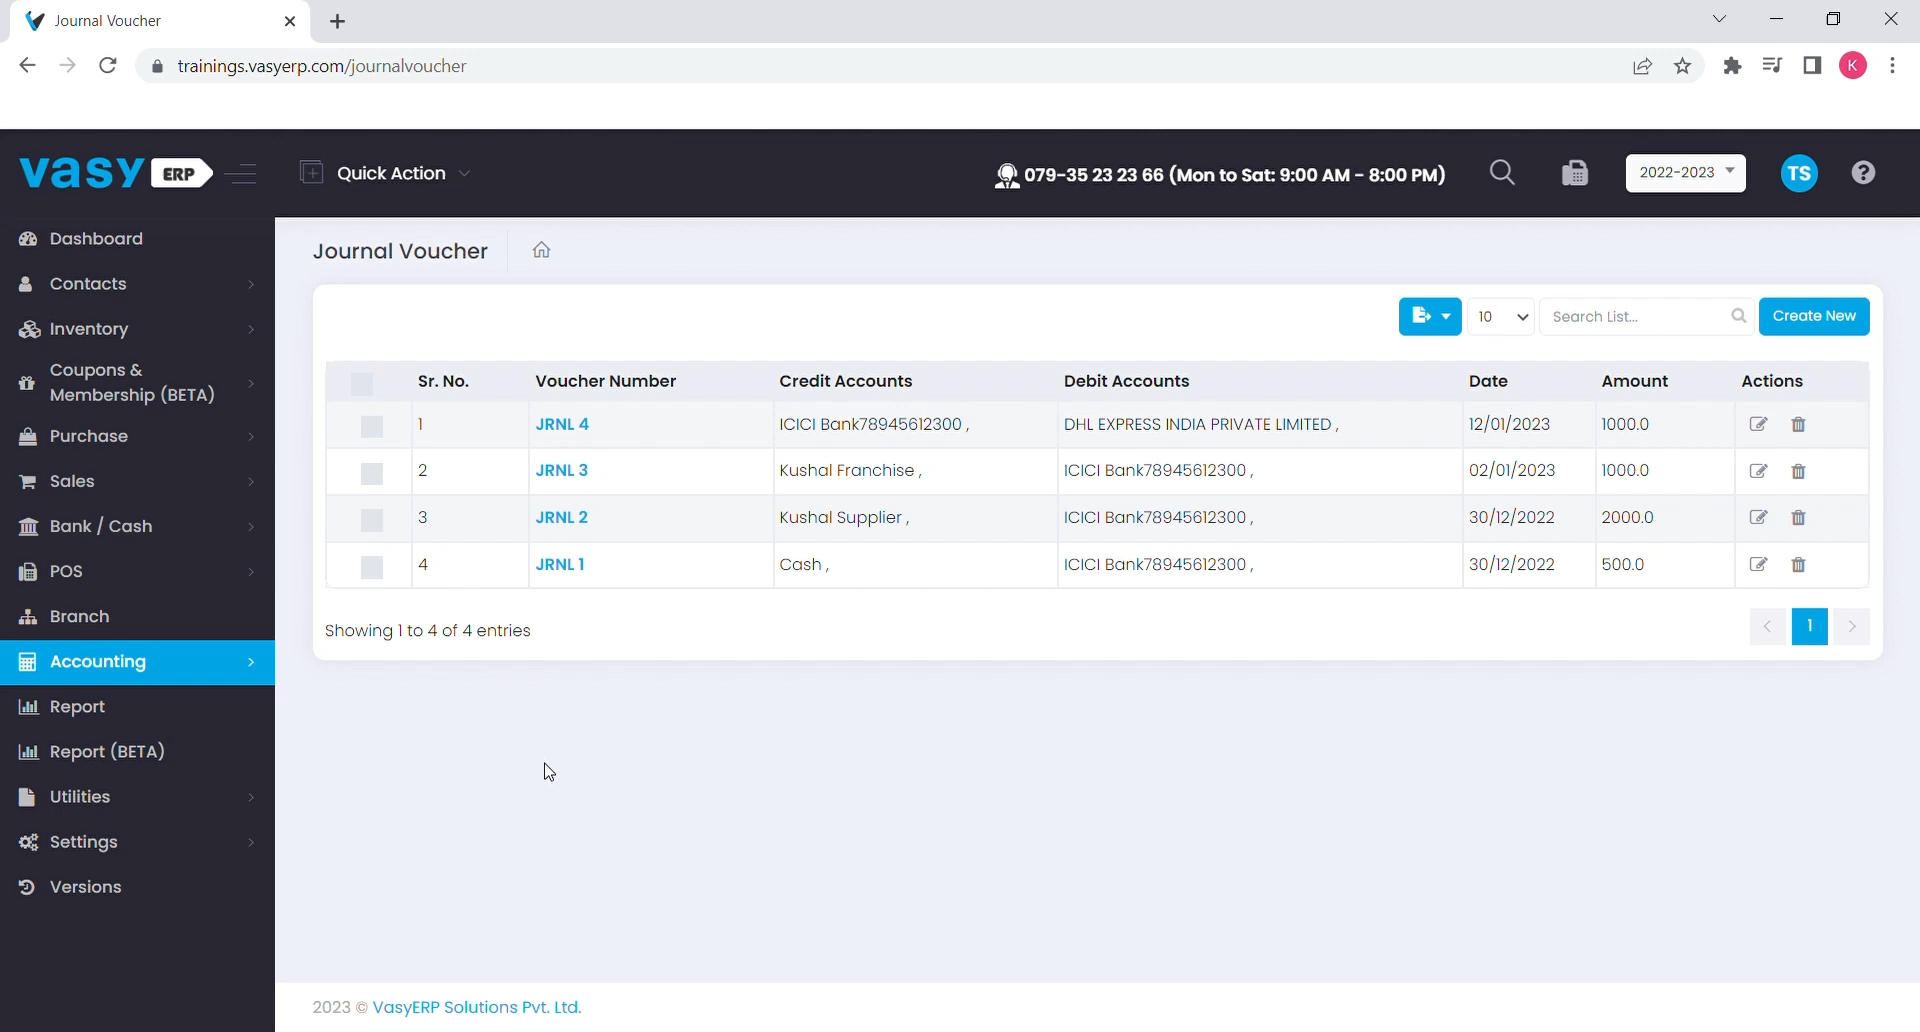 Journal Voucher
trainings.vasyerp.com/journalvoucher
K
vasy ERP
Quick Action
079-35 23 23 66 (Mon to Sat: 9:00 AM - 8:00 PM)
2022-2023
TS
?
Dashboard
Contacts
Inventory
Coupons &
Membership (BETA)
Purchase
Sales
Bank / Cash
POS
Branch
Accounting
Report
Report (BETA)
Utilities
Settings
Versions
Journal Voucher
10
Search List...
Create New
Sr. No. Voucher Number Credit Accounts Debit Accounts Date Amount Actions
1 JRNL 4 ICICI Bank78945612300 , DHL EXPRESS INDIA PRIVATE LIMITED , 12/01/2023 1000.0
2 JRNL 3 Kushal Franchise , ICICI Bank78945612300 , 02/01/2023 1000.0
3 JRNL 2 Kushal Supplier , ICICI Bank78945612300 , 30/12/2022 2000.0
4 JRNL 1 Cash , ICICI Bank78945612300 , 30/12/2022 500.0
Showing 1 to 4 of 4 entries
1
2023 © VasyERP Solutions Pvt. Ltd.